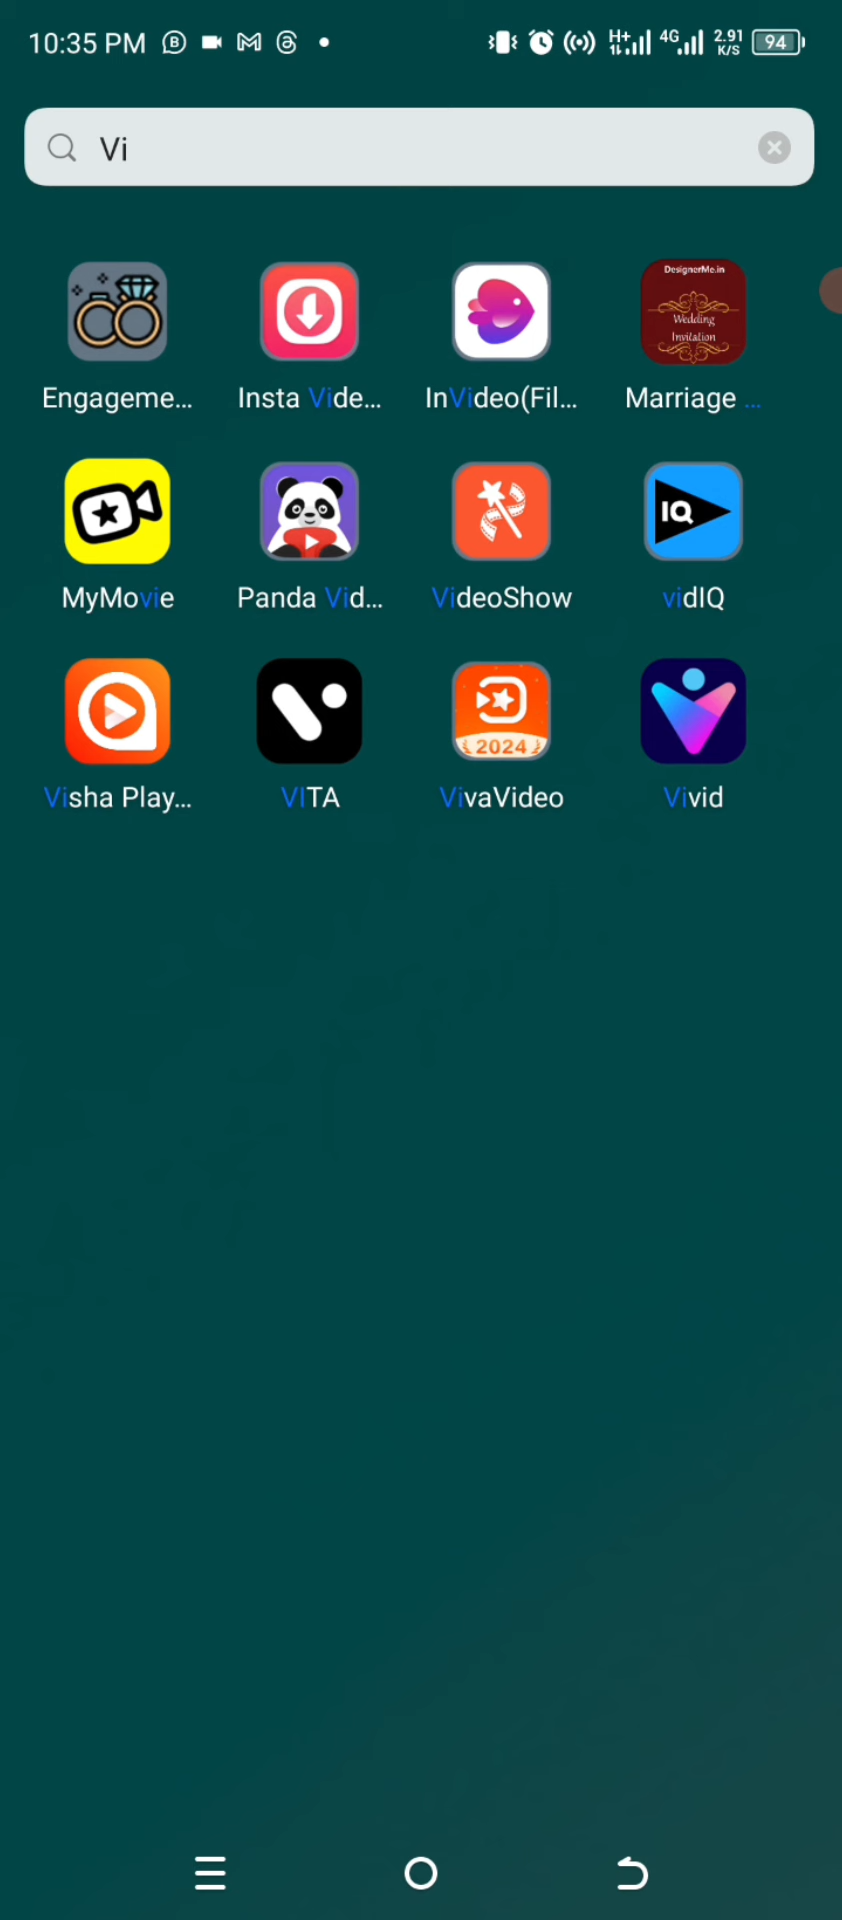 10:35 PM H+ 4G 2.91 K/S 94
Vi
DesignerMe.in
Wedding
Invitation
Engageme... Insta Vide... InVideo(Fil... Marriage ...
IQ
MyMovie Panda Vid... VideoShow vidIQ
2024
Visha Play... VITA VivaVideo Vivid